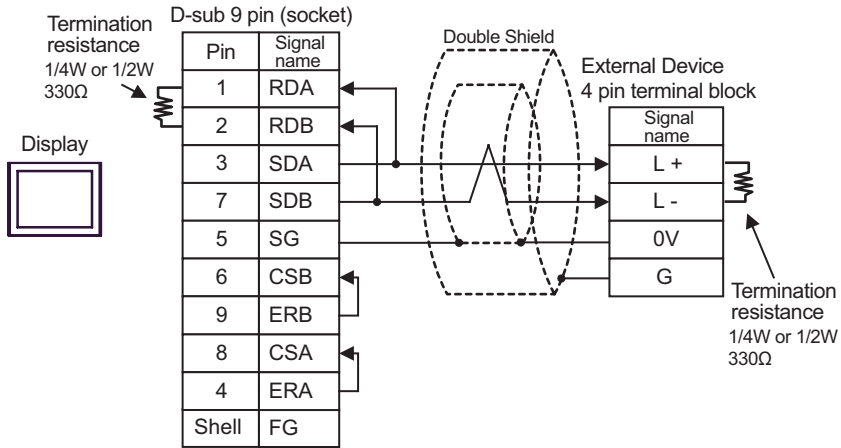 D-sub 9 pin (socket)
Termination
resistance
1/4W or 1/2W
330Ω
Display
Pin
Signal
name
1
RDA
2
RDB
3
SDA
7
SDB
5
SG
6
CSB
9
ERB
8
CSA
4
ERA
Shell
FG
Double Shield
External Device
4 pin terminal block
Signal
name
L +
L -
0V
G
Termination
resistance
1/4W or 1/2W
330Ω